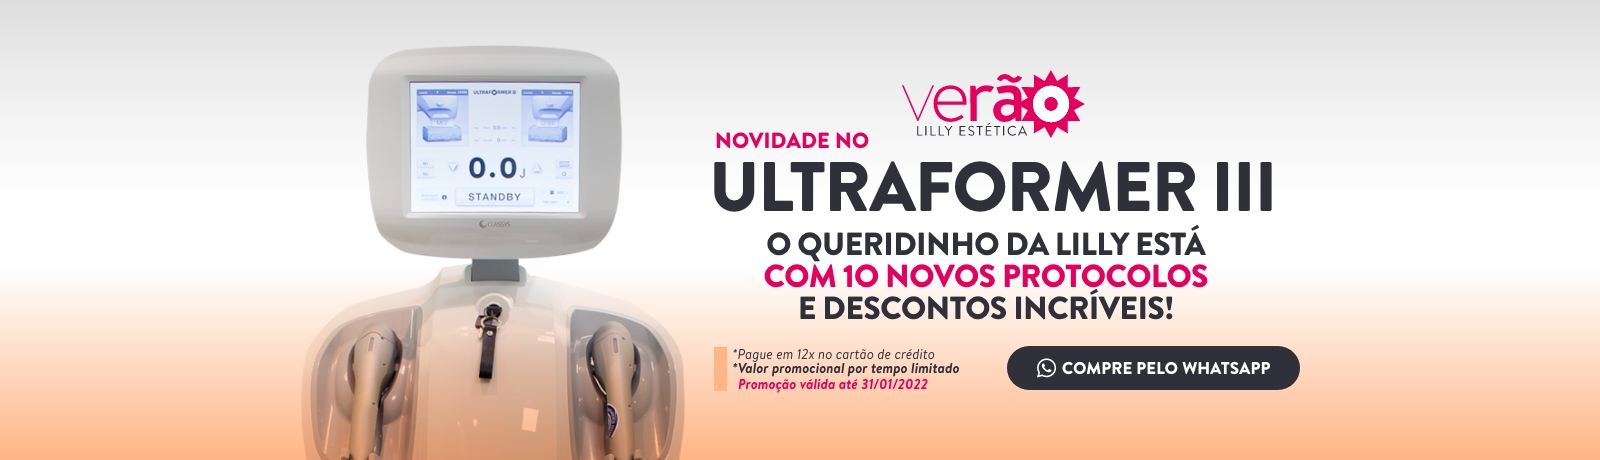 verão
LILLY ESTÉTICA
NOVIDADE NO
ULTRAFORMER III
O QUERIDINHO DA LILLY ESTÁ
COM 10 NOVOS PROTOCOLOS
E DESCONTOS INCRÍVEIS!
*Pague em 12x no cartão de crédito
*Valor promocional por tempo limitado
Promoção válida até 31/01/2022
COMPRE PELO WHATSAPP
ULTRAFORMER III
0.0 J
STANDBY
CLASSYS